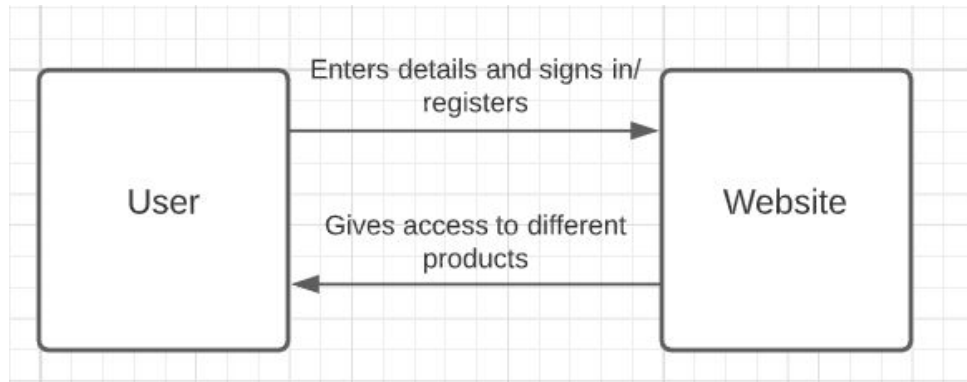 Enters details and signs in/
registers
User
Website
Gives access to different
products